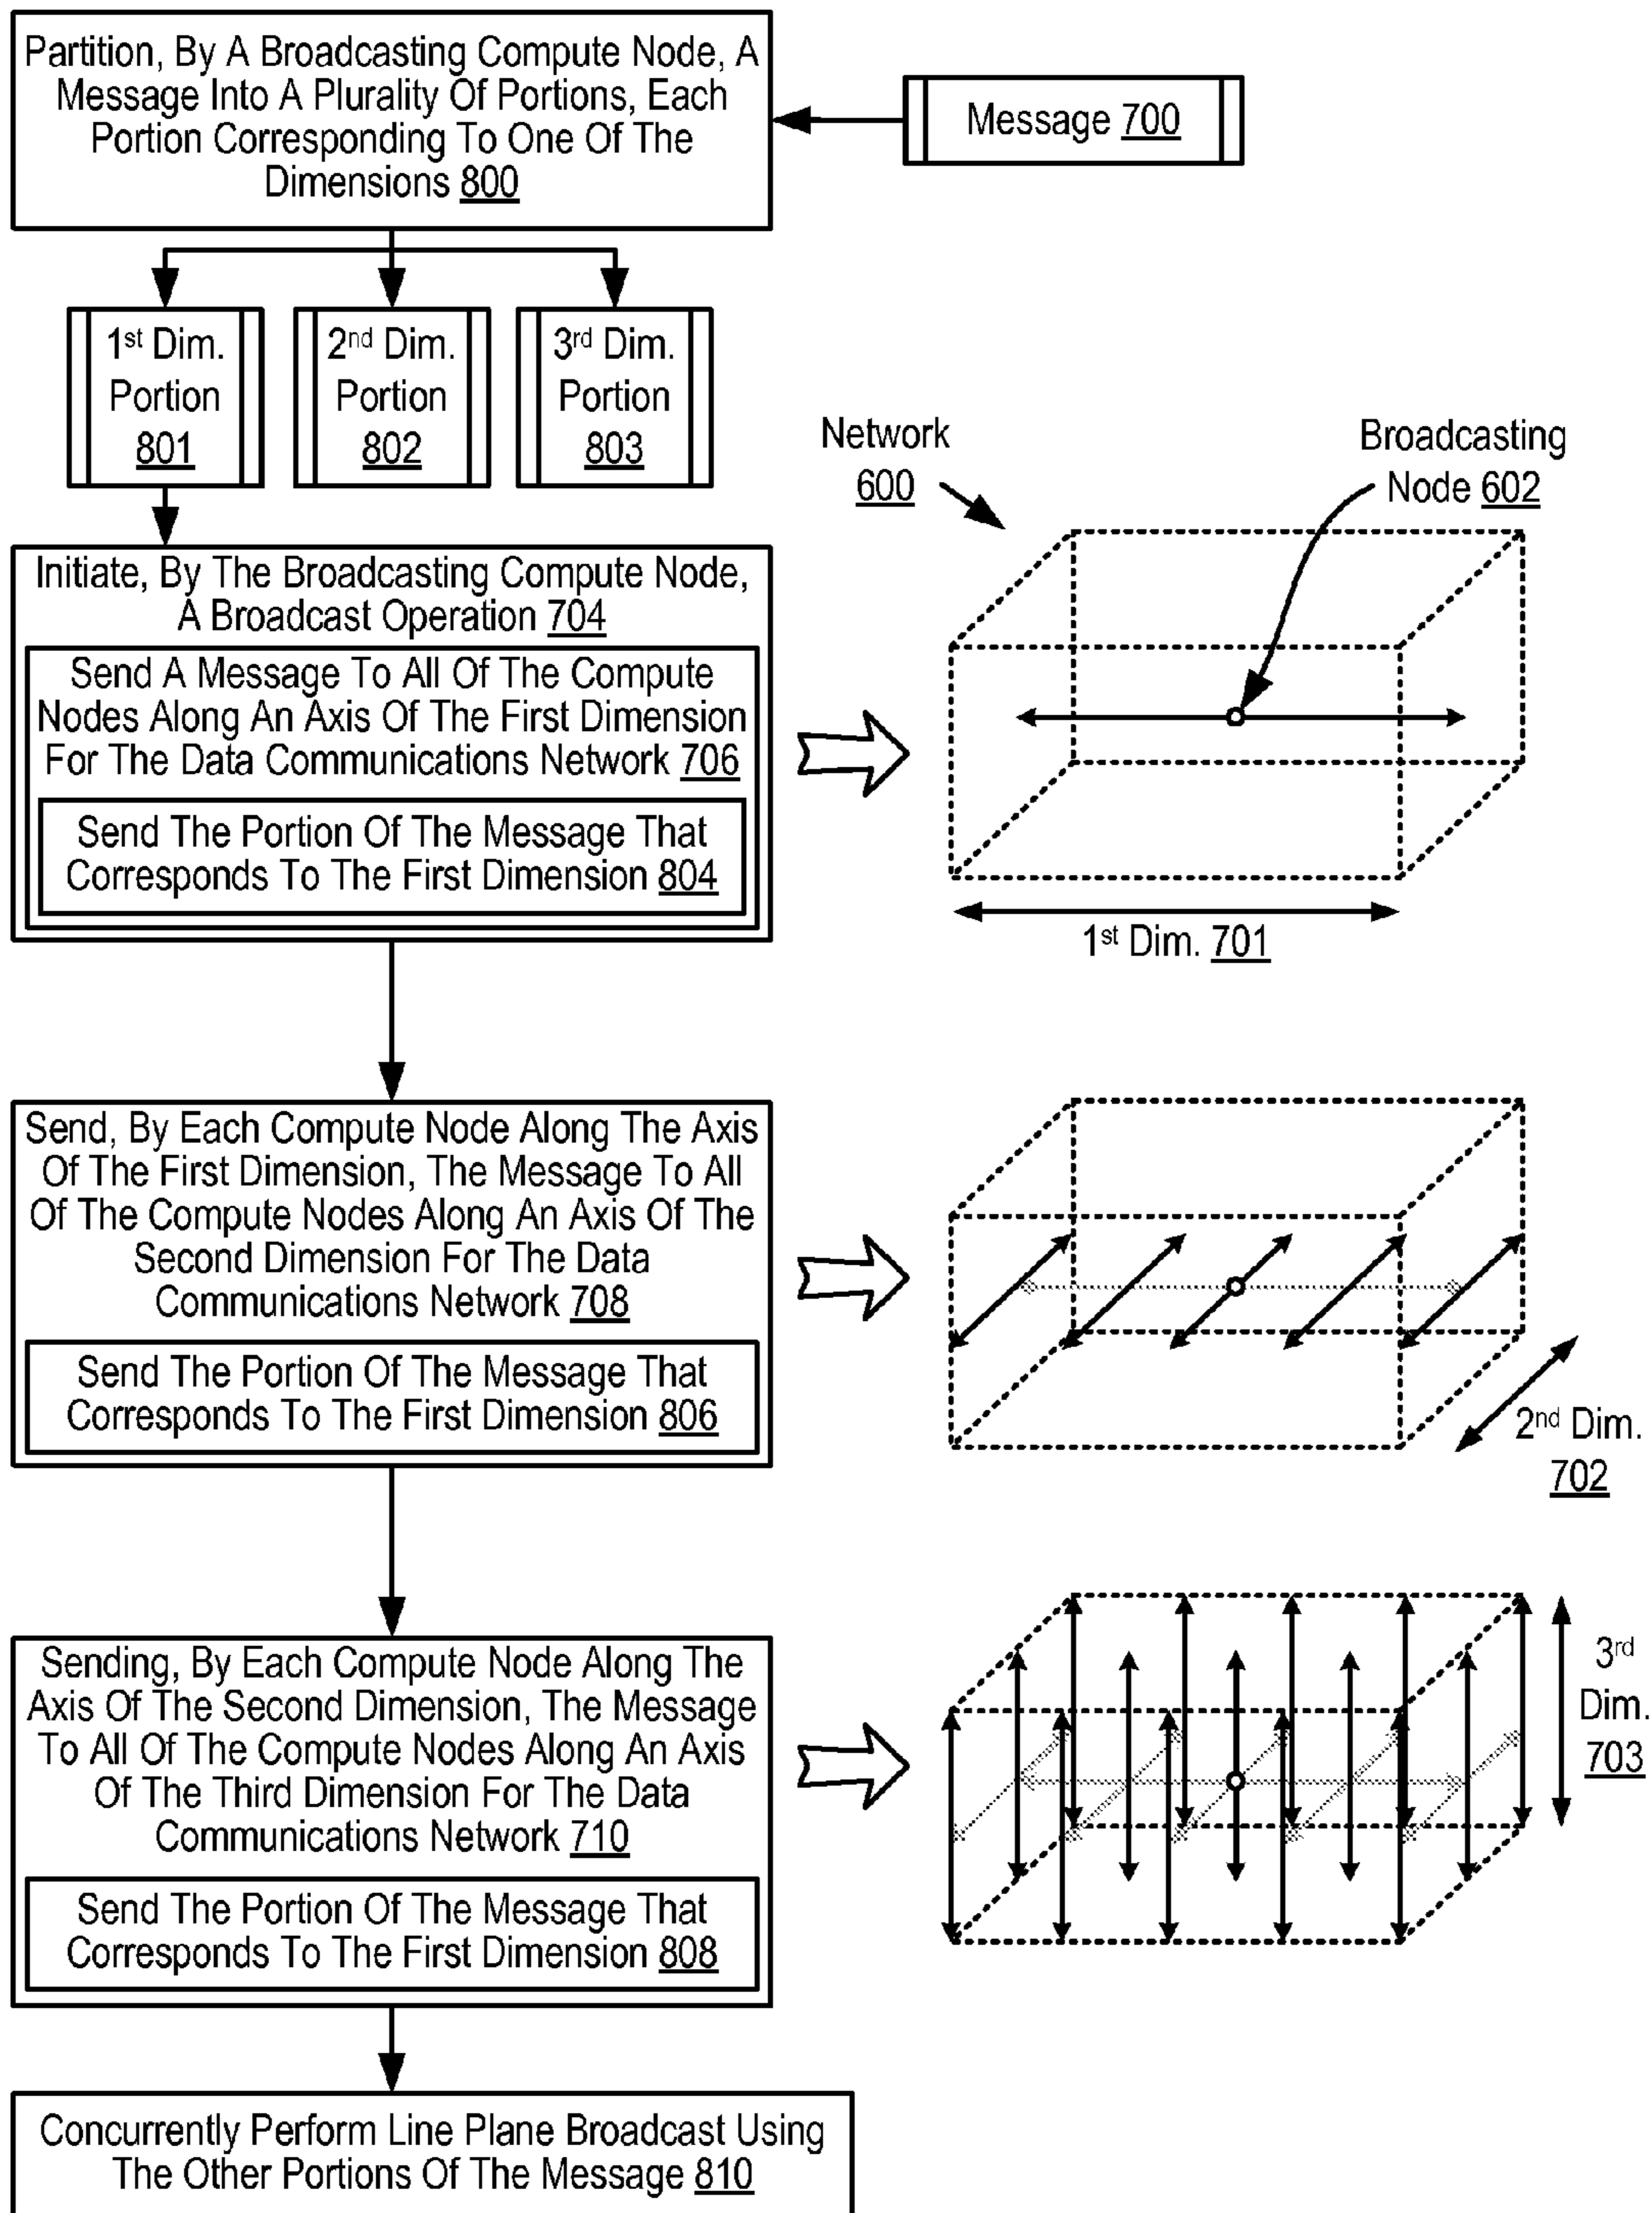 Partition, By A Broadcasting Compute Node, A
Message Into A Plurality Of Portions, Each
Portion Corresponding To One Of The
Dimensions 800
Message 700
1st Dim.
Portion
801
2nd Dim.
Portion
802
3rd Dim.
Portion
803
Network
600
Broadcasting
Node 602
Initiate, By The Broadcasting Compute Node,
A Broadcast Operation 704
Send A Message To All Of The Compute
Nodes Along An Axis Of The First Dimension
For The Data Communications Network 706
Send The Portion Of The Message That
Corresponds To The First Dimension 804
1st Dim. 701
Send, By Each Compute Node Along The Axis
Of The First Dimension, The Message To All
Of The Compute Nodes Along An Axis Of The
Second Dimension For The Data
Communications Network 708
Send The Portion Of The Message That
Corresponds To The First Dimension 806
2nd Dim.
702
Sending, By Each Compute Node Along The
Axis Of The Second Dimension, The Message
To All Of The Compute Nodes Along An Axis
Of The Third Dimension For The Data
Communications Network 710
Send The Portion Of The Message That
Corresponds To The First Dimension 808
3rd
Dim.
703
Concurrently Perform Line Plane Broadcast Using
The Other Portions Of The Message 810